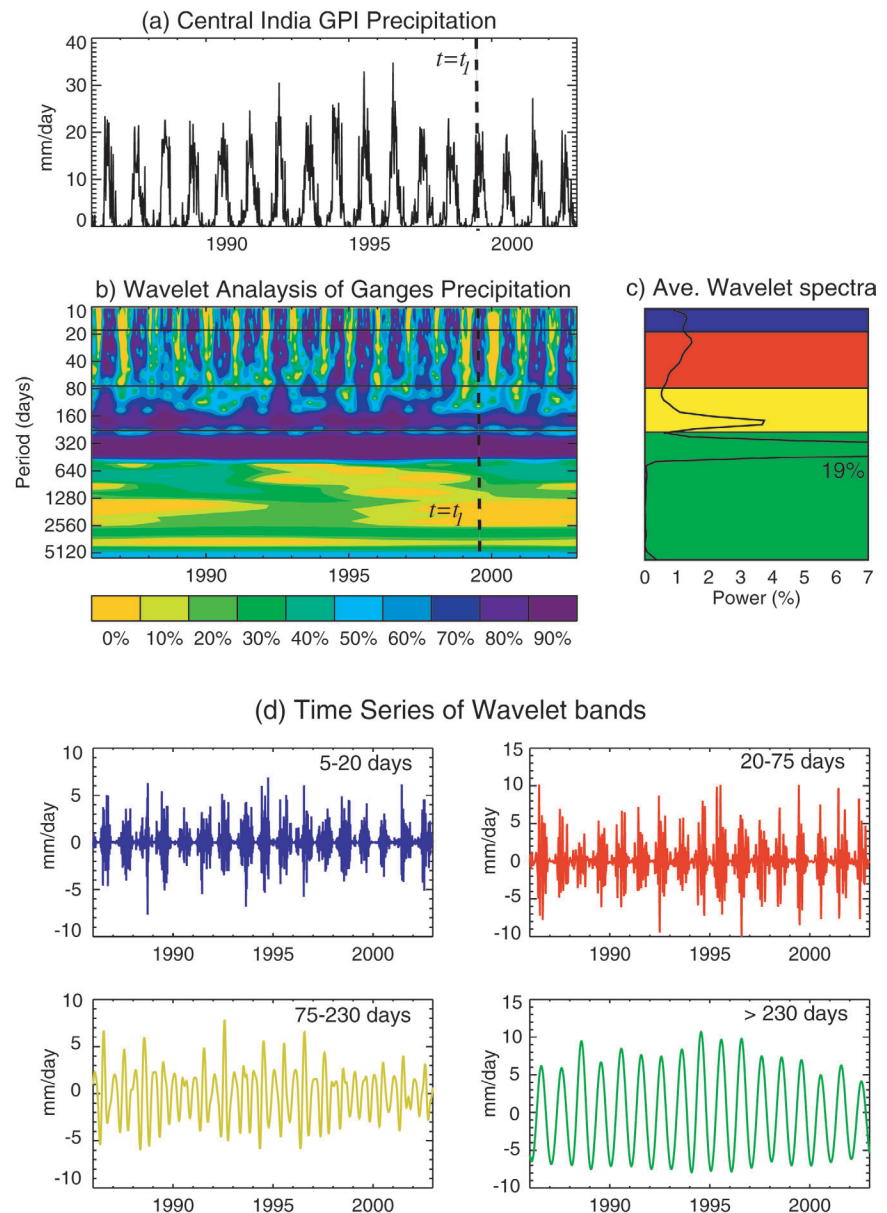 (a) Central India GPI Precipitation
40
30
20
10
0
mm/day
t=t1
1990 1995 2000
b) Wavelet Analaysis of Ganges Precipitation
10
20
40
80
160
320
640
1280
2560
5120
Period (days)
t=t1
1990 1995 2000
0% 10% 20% 30% 40% 50% 60% 70% 80% 90%
c) Ave. Wavelet spectra
19%
0 1 2 3 4 5 6 7
Power (%)
(d) Time Series of Wavelet bands
5-20 days
10
5
0
-5
-10
mm/day
1990 1995 2000
20-75 days
15
10
5
0
-5
-10
mm/day
1990 1995 2000
75-230 days
10
5
0
-5
-10
mm/day
1990 1995 2000
> 230 days
15
10
5
0
-5
-10
mm/day
1990 1995 2000